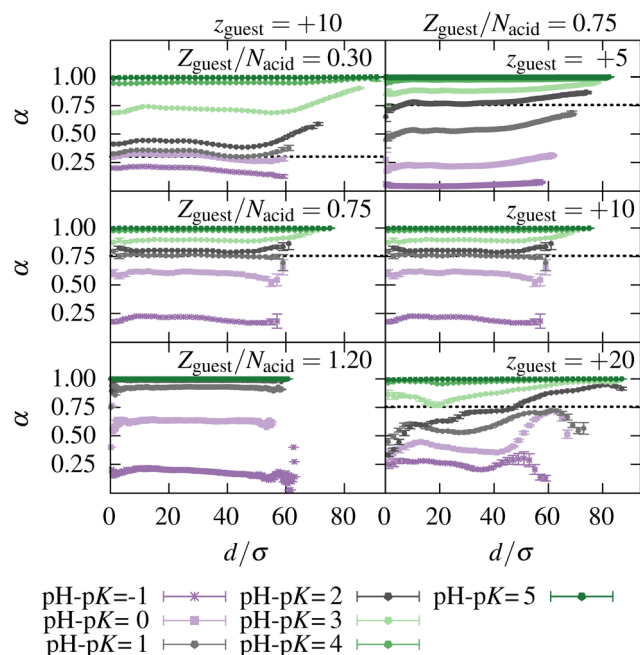 z_guest = +10 Z_guest/N_acid = 0.75
Z_guest/N_acid = 0.30 z_guest = +5
1.00
0.75
0.50
0.25
α
Z_guest/N_acid = 0.75 z_guest = +10
1.00
0.75
0.50
0.25
α
Z_guest/N_acid = 1.20 z_guest = +20
1.00
0.75
0.50
0.25
α
0 20 40 60 80 0 20 40 60 80 100
d/σ d/σ
pH-pK=-1 pH-pK= 2 pH-pK= 5
pH-pK= 0 pH-pK= 3
pH-pK= 1 pH-pK= 4